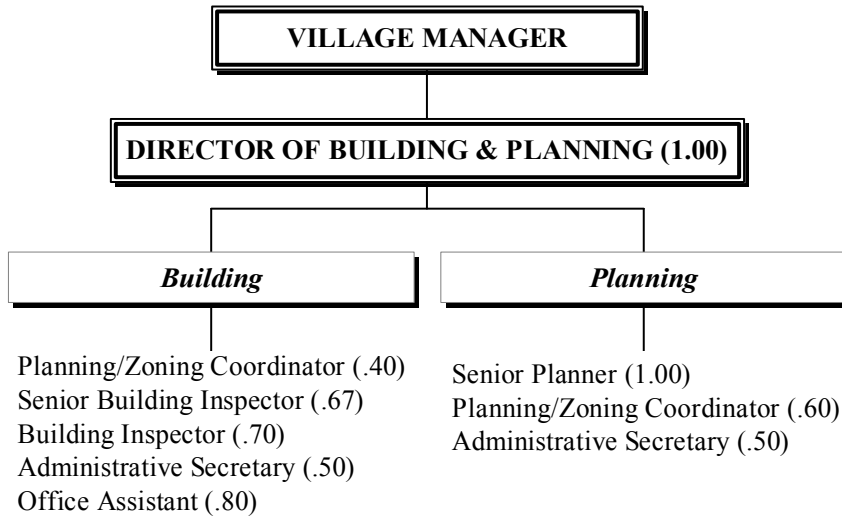 VILLAGE MANAGER
DIRECTOR OF BUILDING & PLANNING (1.00)
Building
Planning/Zoning Coordinator (.40)
Senior Building Inspector (.67)
Building Inspector (.70)
Administrative Secretary (.50)
Office Assistant (.80)
Planning
Senior Planner (1.00)
Planning/Zoning Coordinator (.60)
Administrative Secretary (.50)